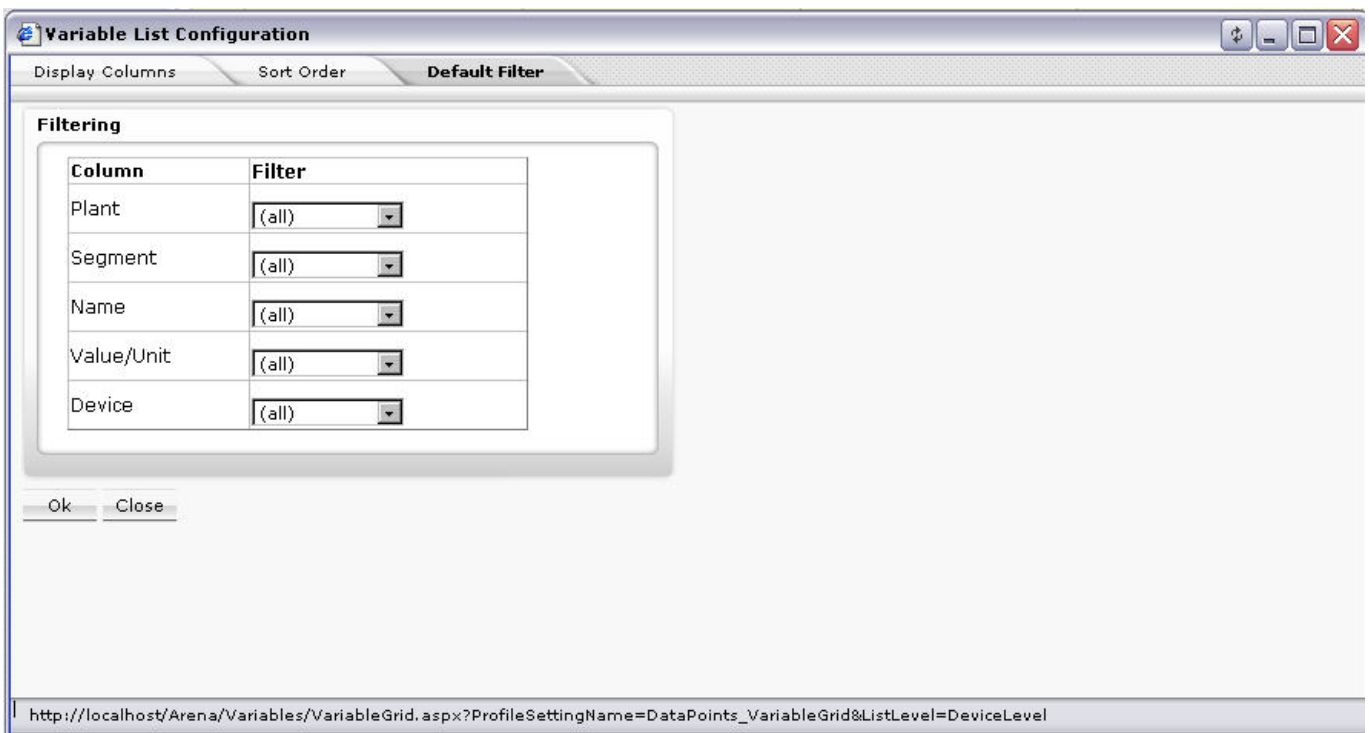 Variable List Configuration
Display Columns Sort Order Default Filter
Filtering
Column Filter
Plant (all)
Segment (all)
Name (all)
Value/Unit (all)
Device (all)
Ok Close
http://localhost/Arena/Variables/VariableGrid.aspx?ProfileSettingName=DataPoints_VariableGrid&ListLevel=DeviceLevel